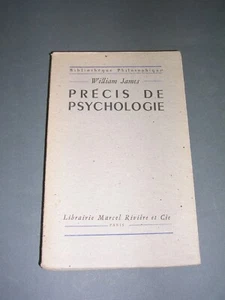 Bibliothèque Philosophique
William James
PRÉCIS DE
PSYCHOLOGIE
Librairie Marcel Rivière et Cie
PARIS